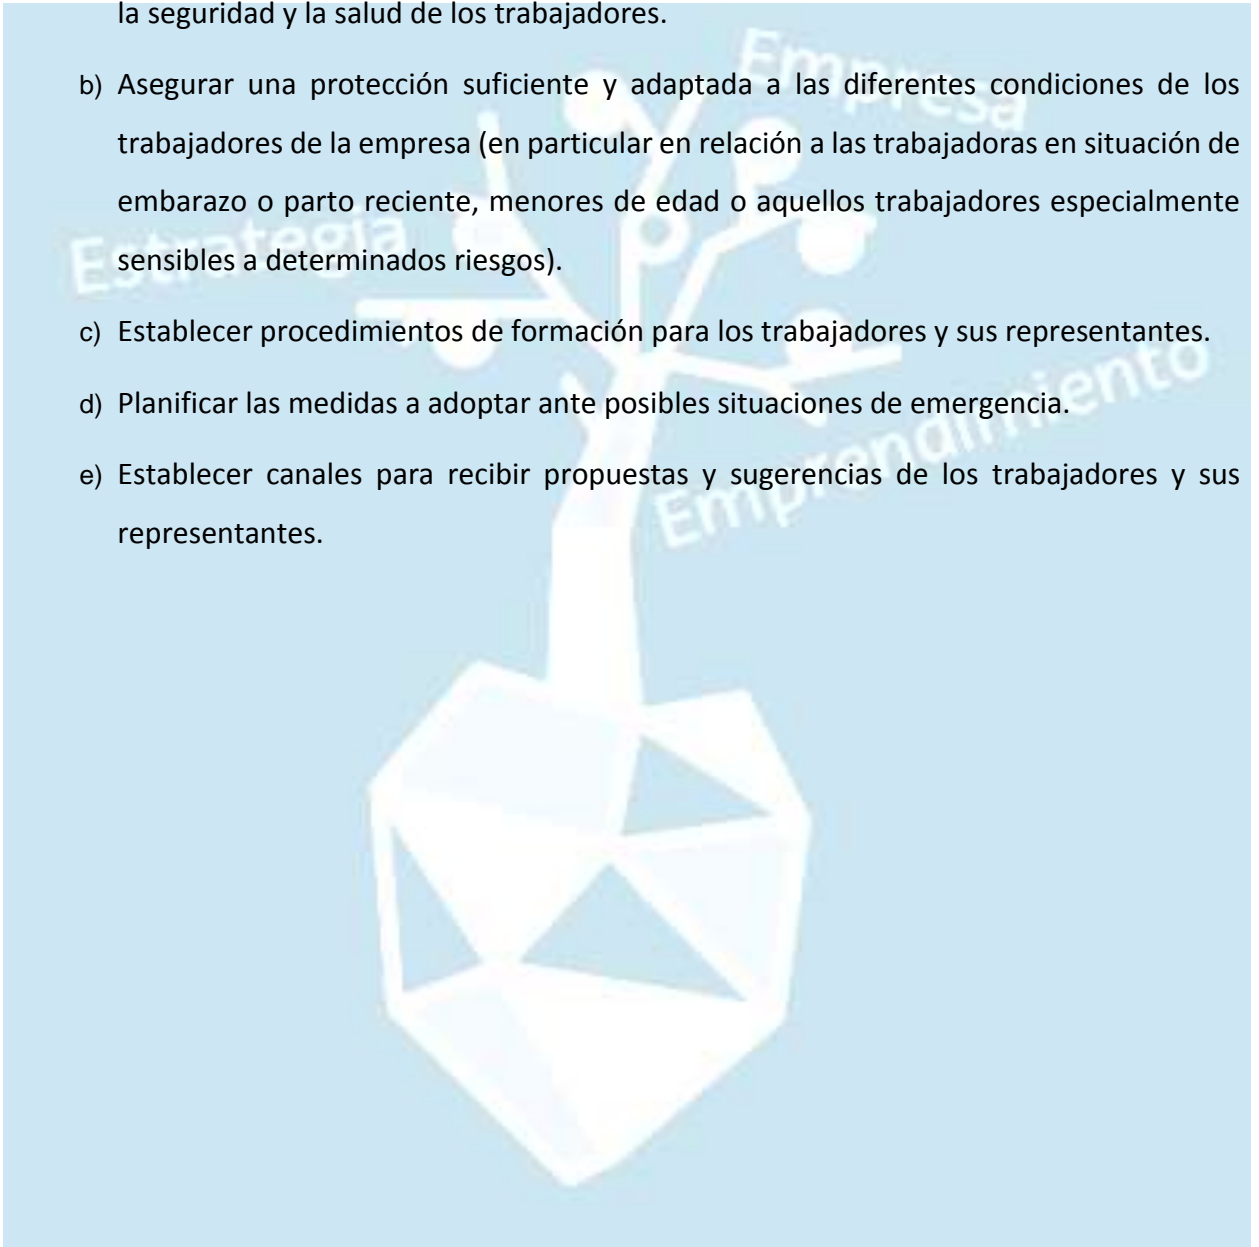 la seguridad y la salud de los trabajadores.
b) Asegurar una protección suficiente y adaptada a las diferentes condiciones de los
trabajadores de la empresa (en particular en relación a las trabajadoras en situación de
embarazo o parto reciente, menores de edad o aquellos trabajadores especialmente
sensibles a determinados riesgos).
c) Establecer procedimientos de formación para los trabajadores y sus representantes.
d) Planificar las medidas a adoptar ante posibles situaciones de emergencia.
e) Establecer canales para recibir propuestas y sugerencias de los trabajadores y sus
representantes.
Empresa
Estrategia
Emprendimiento